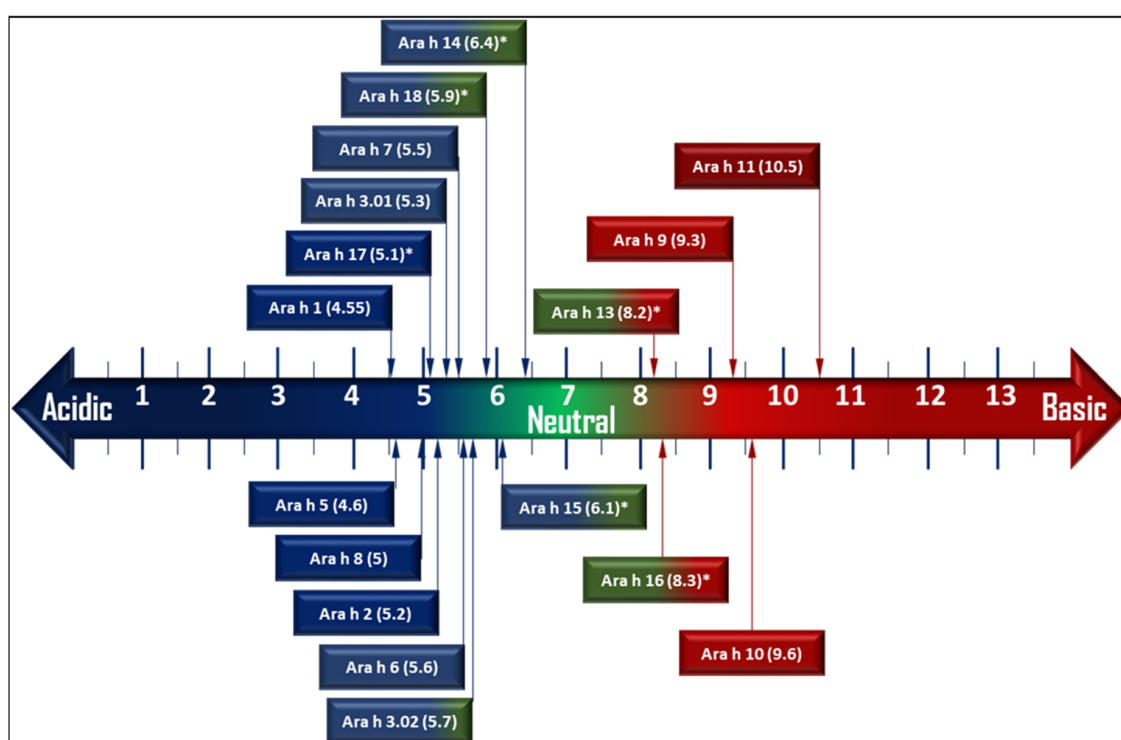 Ara h 14 (6.4)*
Ara h 18 (5.9)*
Ara h 7 (5.5)
Ara h 11 (10.5)
Ara h 3.01 (5.3)
Ara h 17 (5.1)*
Ara h 9 (9.3)
Ara h 1 (4.55)
Ara h 13 (8.2)*
Acidic 1 2 3 4 5 6 7 8 9 10 11 12 13 Basic
Neutral
Ara h 5 (4.6)
Ara h 15 (6.1)*
Ara h 8 (5)
Ara h 16 (8.3)*
Ara h 2 (5.2)
Ara h 6 (5.6)
Ara h 10 (9.6)
Ara h 3.02 (5.7)